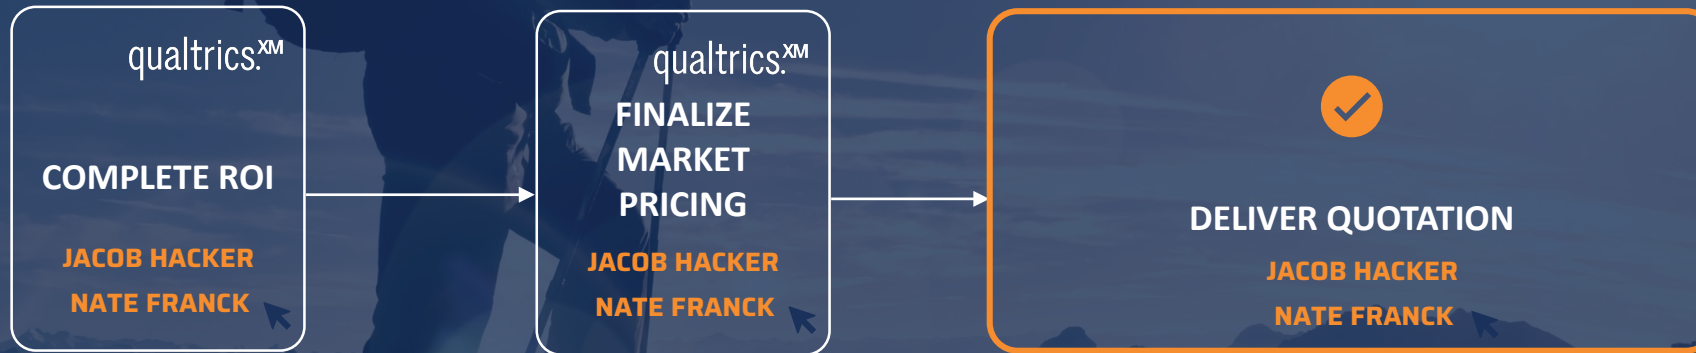 qualtrics.XM
COMPLETE ROI
JACOB HACKER
NATE FRANCK
qualtrics.XM
FINALIZE
MARKET
PRICING
JACOB HACKER
NATE FRANCK
DELIVER QUOTATION
JACOB HACKER
NATE FRANCK